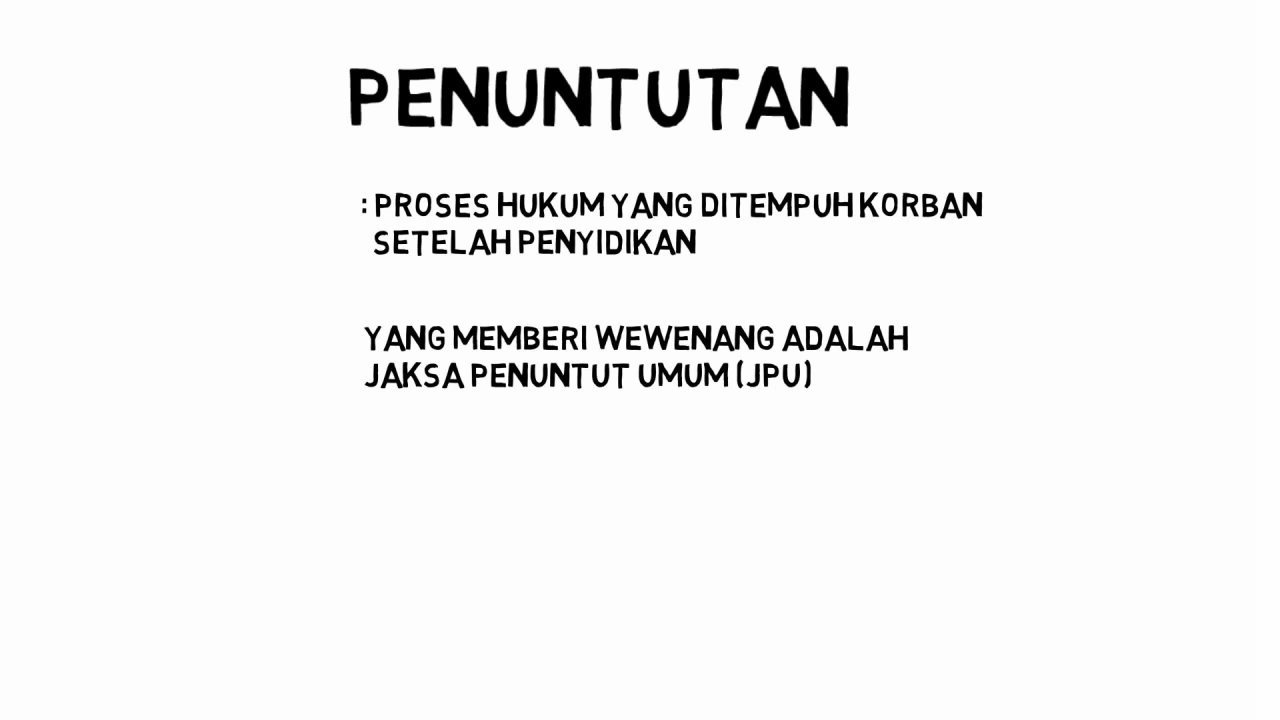 PENUNTUTAN
: PROSES HUKUM YANG DITEMPUH KORBAN
SETELAH PENYIDIKAN
YANG MEMBERI WEWENANG ADALAH
JAKSA PENUNTUT UMUM (JPU)